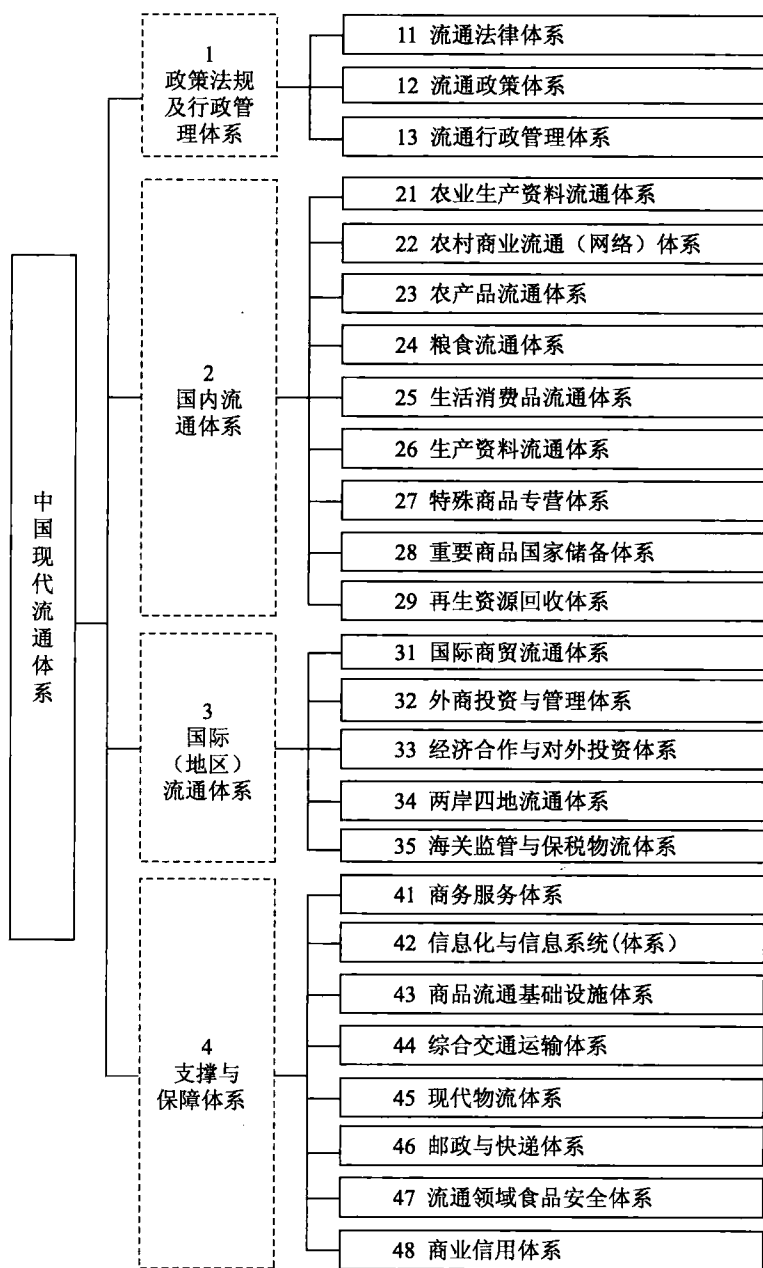 中国现代流通体系
1
政策法规
及行政管
理体系
11 流通法律体系
12 流通政策体系
13 流通行政管理体系
2
国内流
通体系
21 农业生产资料流通体系
22 农村商业流通（网络）体系
23 农产品流通体系
24 粮食流通体系
25 生活消费品流通体系
26 生产资料流通体系
27 特殊商品专营体系
28 重要商品国家储备体系
29 再生资源回收体系
3
国际
（地区）
流通体系
31 国际商贸流通体系
32 外商投资与管理体系
33 经济合作与对外投资体系
34 两岸四地流通体系
35 海关监管与保税物流体系
4
支撑与
保障体系
41 商务服务体系
42 信息化与信息系统(体系）
43 商品流通基础设施体系
44 综合交通运输体系
45 现代物流体系
46 邮政与快递体系
47 流通领域食品安全体系
48 商业信用体系